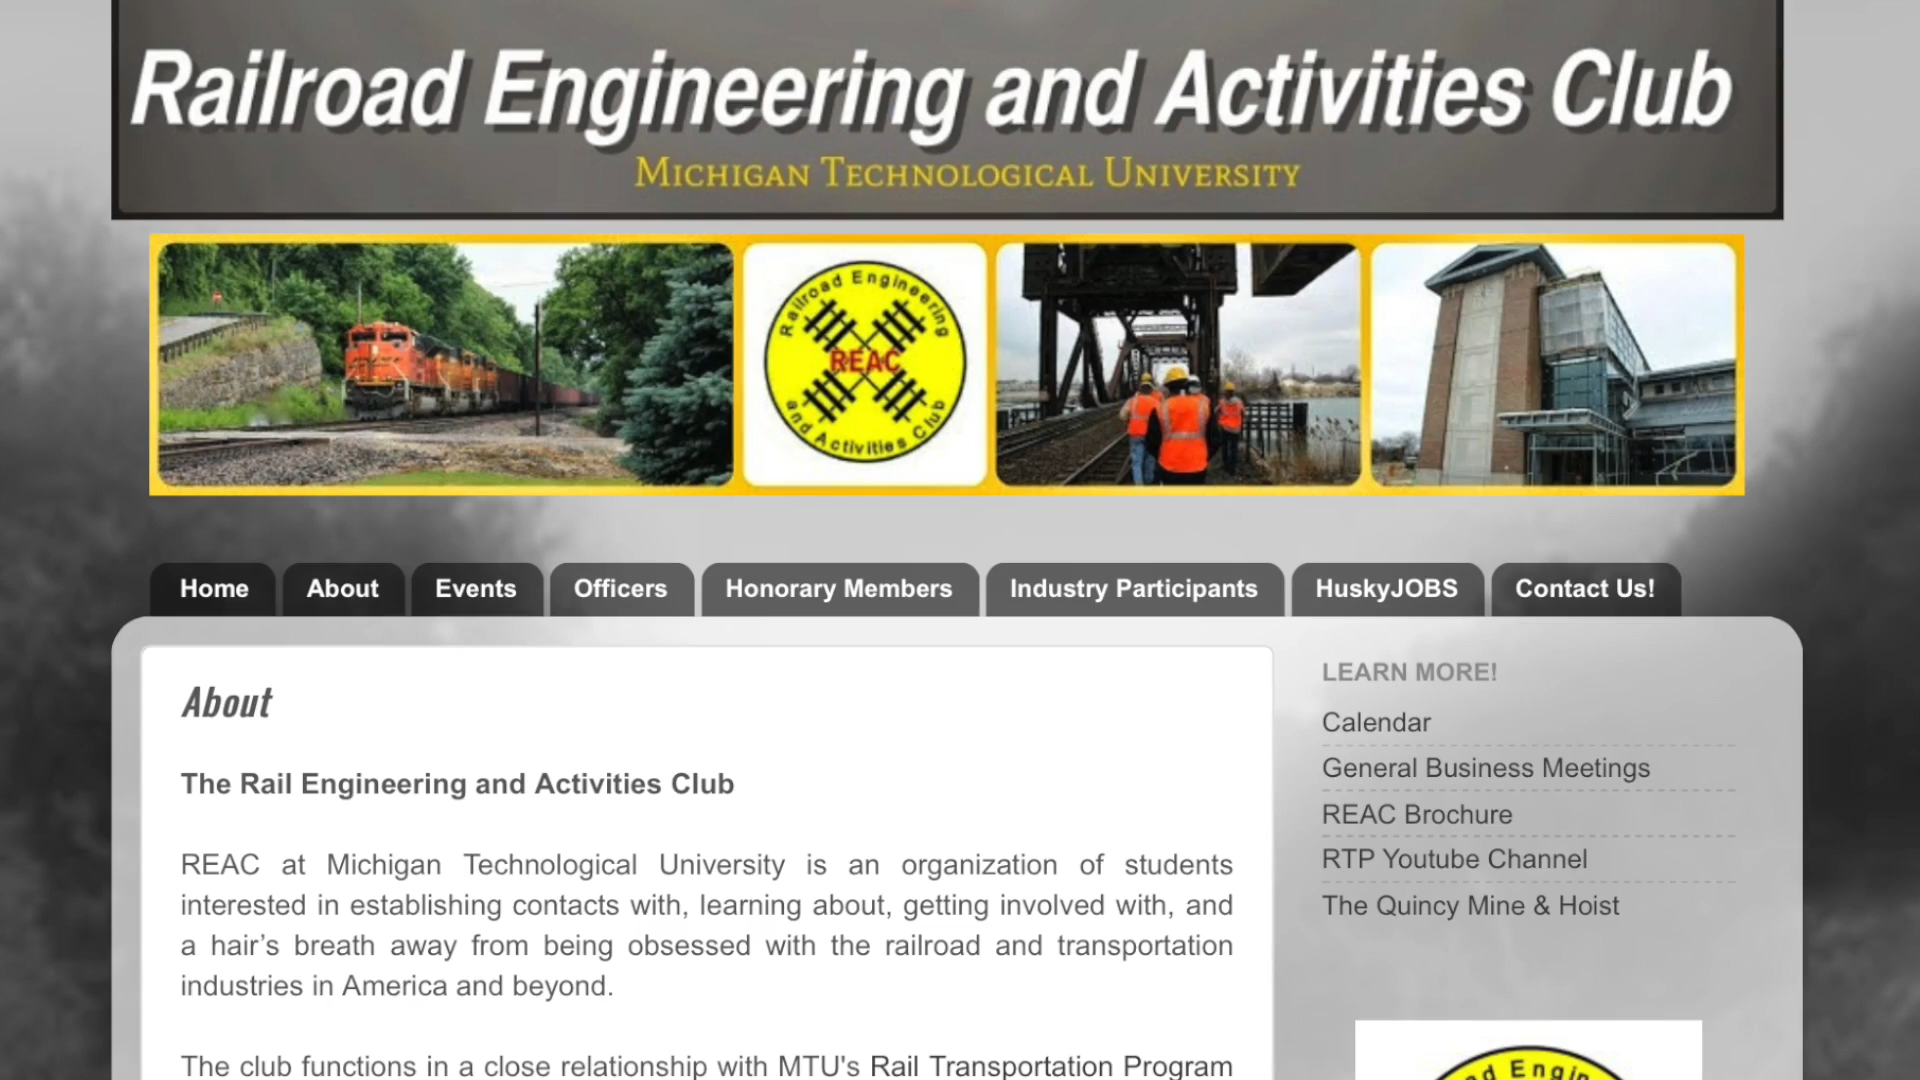 Railroad Engineering and Activities Club
Michigan Technological University
Railroad Engineering
REAC
and Activities Club
Home
About
Events
Officers
Honorary Members
Industry Participants
HuskyJOBS
Contact Us!
About
The Rail Engineering and Activities Club
REAC at Michigan Technological University is an organization of students
interested in establishing contacts with, learning about, getting involved with, and
a hair’s breath away from being obsessed with the railroad and transportation
industries in America and beyond.
The club functions in a close relationship with MTU's Rail Transportation Program
LEARN MORE!
Calendar
General Business Meetings
REAC Brochure
RTP Youtube Channel
The Quincy Mine & Hoist
d Engin